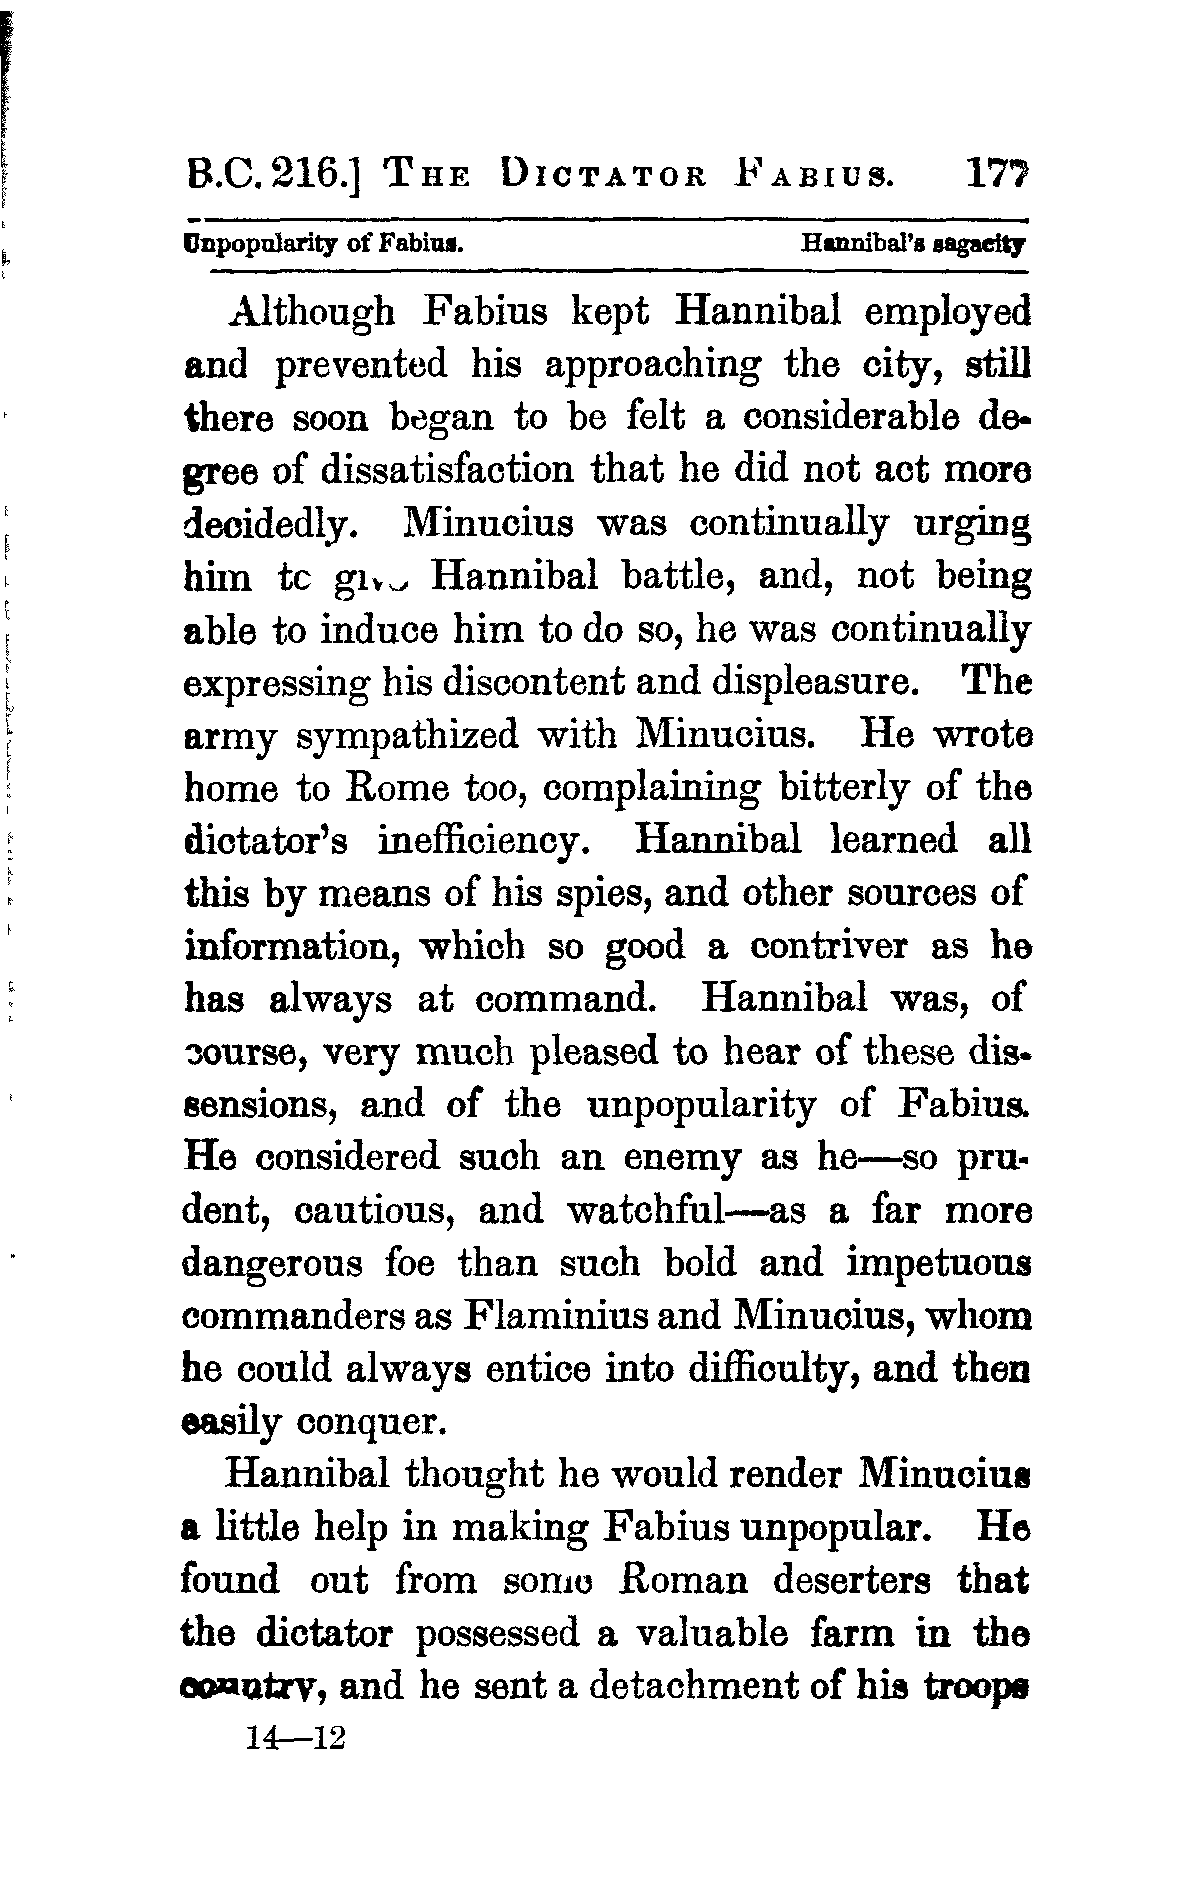 B.C. 216.] THE DICTATOR FABIUS. 177
Unpopularity of Fabius. Hannibal's sagacity
Although Fabius kept Hannibal employed
and prevented his approaching the city, still
there soon began to be felt a considerable de-
gree of dissatisfaction that he did not act more
decidedly. Minucius was continually urging
him to give Hannibal battle, and, not being
able to induce him to do so, he was continually
expressing his discontent and displeasure. The
army sympathized with Minucius. He wrote
home to Rome too, complaining bitterly of the
dictator's inefficiency. Hannibal learned all
this by means of his spies, and other sources of
information, which so good a contriver as he
has always at command. Hannibal was, of
course, very much pleased to hear of these dis-
sensions, and of the unpopularity of Fabius.
He considered such an enemy as he—so pru-
dent, cautious, and watchful—as a far more
dangerous foe than such bold and impetuous
commanders as Flaminius and Minucius, whom
he could always entice into difficulty, and then
easily conquer.
Hannibal thought he would render Minucius
a little help in making Fabius unpopular. He
found out from some Roman deserters that
the dictator possessed a valuable farm in the
country, and he sent a detachment of his troops
14—12